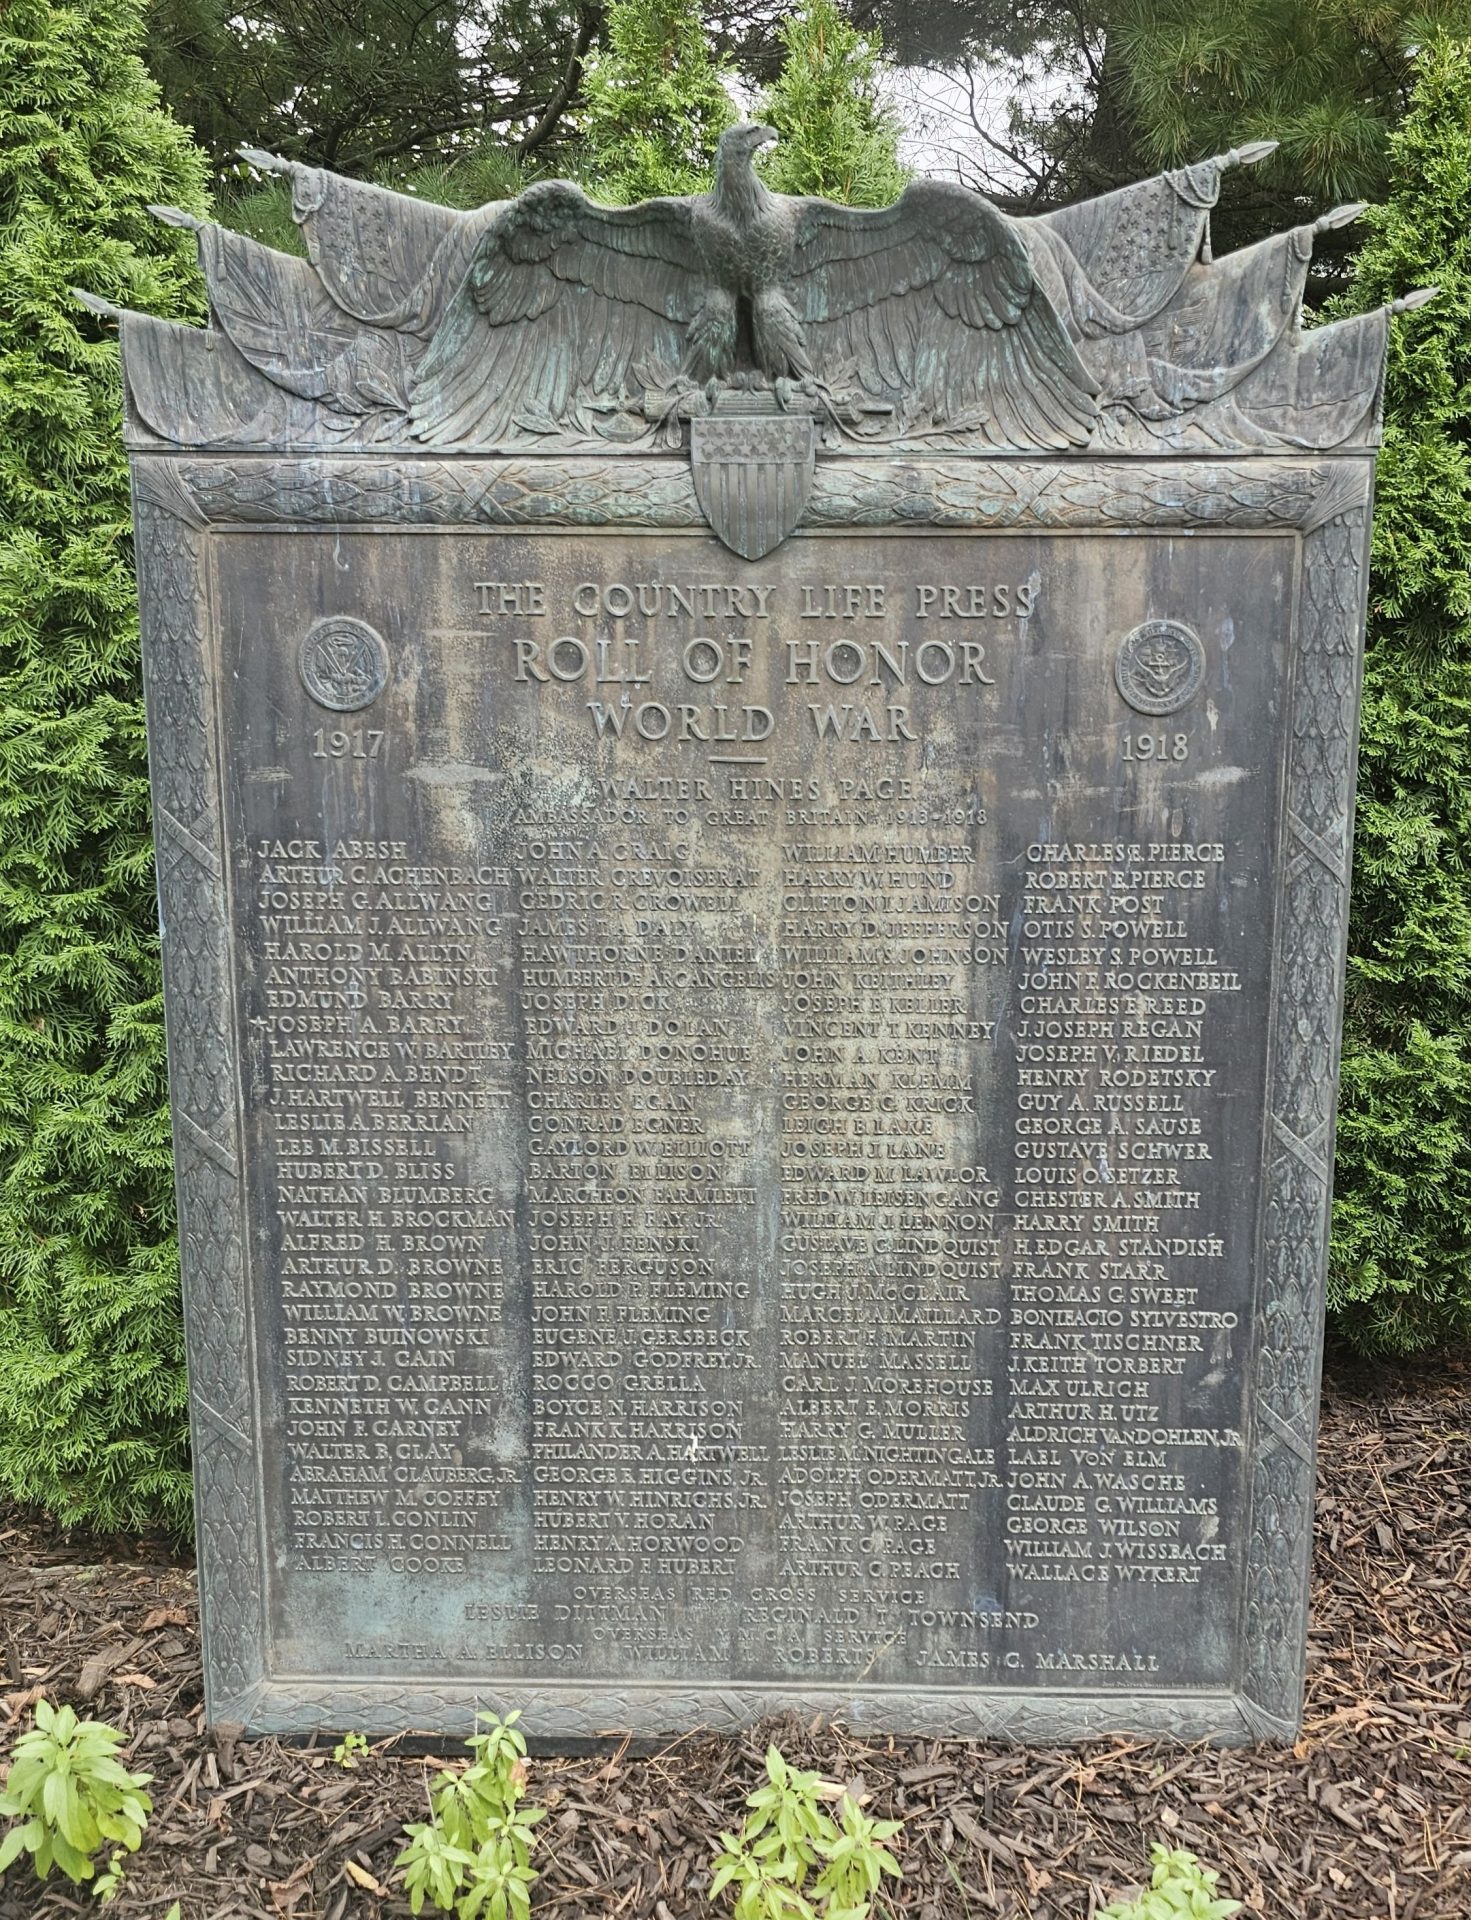 THE COUNTRY LIFE PRESS
ROLL OF HONOR
WORLD WAR
1917
1918
WALTER HINES PAGE
AMBASSADOR TO GREAT BRITAIN 1913-1918
JACK ABESH
ARTHUR C. ACHENBACH
JOSEPH G. ALLWANG
WILLIAM J. ALLWANG
HAROLD M. ALLYN
ANTHONY BABINSKI
EDMUND BARRY
★JOSEPH A. BARRY
LAWRENCE W. BARTLEY
RICHARD A. BENDT
J. HARTWELL BENNETT
LESLIE A. BERRIAN
LEE M. BISSELL
HUBERT D. BLISS
NATHAN BLUMBERG
WALTER H. BROCKMAN
ALFRED H. BROWN
ARTHUR D. BROWNE
RAYMOND BROWNE
WILLIAM W. BROWNE
BENNY BUINOWSKI
SIDNEY J. CAIN
ROBERT D. CAMPBELL
KENNETH W. CANN
JOHN F. CARNEY
WALTER B. CLAY
ABRAHAM CLAUBERG, JR.
MATTHEW M. COFFEY
ROBERT L. CONLIN
FRANCIS H. CONNELL
ALBERT COOKE
JOHN A. CRAIG
WALTER CREVOISERAT
CEDRIC R. CROWELL
JAMES L. A. DALY
HAWTHORNE DANIEL
HUMBERT DE ARCANGELIS
JOSEPH DICK
EDWARD J. DOLAN
MICHAEL DONOHUE
NELSON DOUBLEDAY
CHARLES EGAN
CONRAD EGNER
GAYLORD W. ELLIOTT
BARTON ELLISON
MARCHEON FARMLETT
JOSEPH F. FAY, JR.
JOHN J. FENSKI
ERIC FERGUSON
HAROLD P. FLEMING
JOHN F. FLEMING
EUGENE J. GERSBECK
EDWARD GODFREY, JR.
ROCCO GRELLA
BOYCE N. HARRISON
FRANK K. HARRISON
PHILANDER A. HARTWELL
GEORGE R. HIGGINS, JR.
HENRY W. HINRICHS, JR.
HUBERT V. HORAN
HENRY A. HORWOOD
LEONARD F. HUBERT
WILLIAM HUMBER
HARRY W. HUND
CLIFTON I. JAMISON
HARRY D. JEFFERSON
WILLIAM S. JOHNSON
JOHN KEITHLEY
JOSEPH E. KELLER
VINCENT T. KENNEY
JOHN A. KENT
HERMAN KLEMM
GEORGE C. KRICK
LEIGH B. LAKE
JOSEPH J. LANE
EDWARD M. LAWLOR
FRED W. LEISENGANG
WILLIAM J. LENNON
GUSTAVE C. LINDQUIST
JOSEPH A. LINDQUIST
HUGH J. McCLAIR
MARCEL A. MAILLARD
ROBERT F. MARTIN
MANUEL MASSELL
CARL J. MOREHOUSE
ALBERT E. MORRIS
HARRY G. MULLER
LESLIE M. NIGHTINGALE
ADOLPH ODERMATT, JR.
JOSEPH ODERMATT
ARTHUR W. PAGE
FRANK C. PAGE
ARTHUR C. PEACH
CHARLES E. PIERCE
ROBERT E. PIERCE
FRANK POST
OTIS S. POWELL
WESLEY S. POWELL
JOHN F. ROCKENBEIL
CHARLES E. REED
J. JOSEPH REGAN
JOSEPH V. RIEDEL
HENRY RODETSKY
GUY A. RUSSELL
GEORGE A. SAUSE
GUSTAVE SCHWER
LOUIS O. SETZER
CHESTER A. SMITH
HARRY SMITH
H. EDGAR STANDISH
FRANK STARR
THOMAS G. SWEET
BONIFACIO SYLVESTRO
FRANK TISCHNER
J. KEITH TORBERT
MAX ULRICH
ARTHUR H. UTZ
ALDRICH VAN DOHLEN, JR.
LAEL VON ELM
JOHN A. WASCHE
CLAUDE G. WILLIAMS
GEORGE WILSON
WILLIAM J. WISSBACH
WALLACE WYKERT
OVERSEAS RED CROSS SERVICE
LESLIE DITTMAN REGINALD T. TOWNSEND
OVERSEAS Y.M.C.A. SERVICE
MARTHA A. ELLISON WILLIAM L. ROBERTS JAMES C. MARSHALL